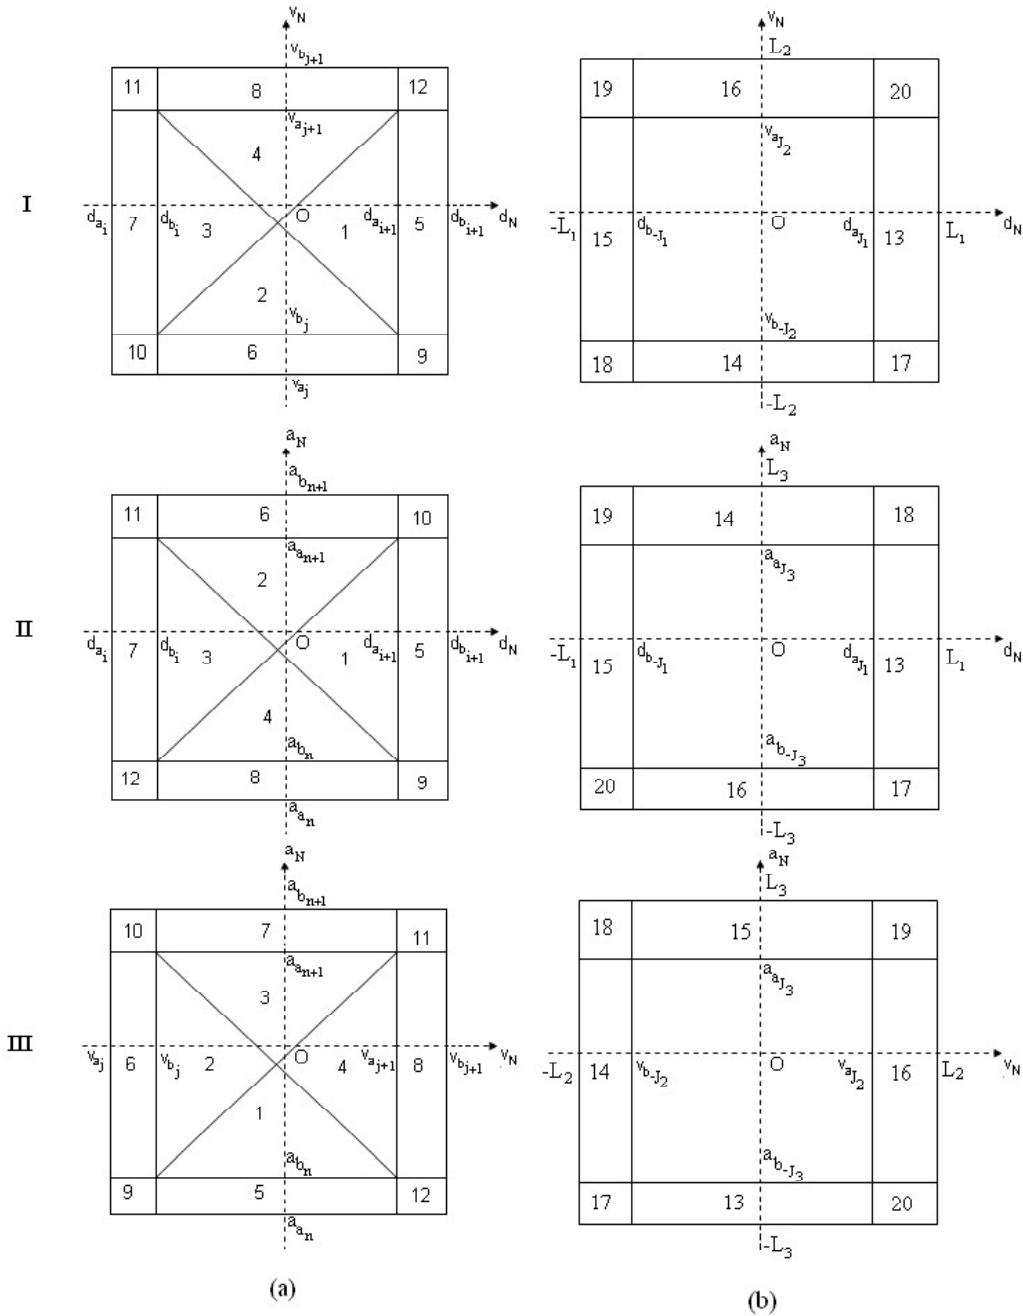 v_N v_N
v_{b_{j+1}} L_2
11 8 12 19 16 20
v_{a_{j+1}} v_{a_{J_2}}
4
I
d_{a_i} 7 d_{b_i} 3 O 1 d_{a_{i+1}} 5 d_{b_{i+1}} d_N -L_1 15 d_{b_{-J_1}} O d_{a_{J_1}} 13 L_1 d_N
2
v_{b_j} v_{b_{-J_2}}
10 6 9 18 14 17
v_{a_j} -L_2
a_N a_N
a_{b_{n+1}} L_3
11 6 10 19 14 18
a_{a_{n+1}} a_{a_{J_3}}
2
II
d_{a_i} 7 d_{b_i} 3 O 1 d_{a_{i+1}} 5 d_{b_{i+1}} d_N -L_1 15 d_{b_{-J_1}} O d_{a_{J_1}} 13 L_1 d_N
4
a_{b_n} a_{b_{-J_3}}
12 8 9 20 16 17
a_{a_n} -L_3
a_N a_N
a_{b_{n+1}} L_3
10 7 11 18 15 19
a_{a_{n+1}} a_{a_{J_3}}
3
III
v_{a_j} 6 v_{b_j} 2 O 4 v_{a_{j+1}} 8 v_{b_{j+1}} v_N -L_2 14 v_{b_{-J_2}} O v_{a_{J_2}} 16 L_2 v_N
1
a_{b_n} a_{b_{-J_3}}
9 5 12 17 13 20
a_{a_n} -L_3
(a) (b)